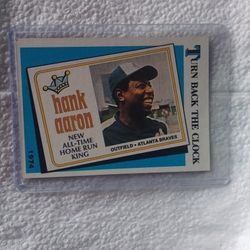 hank
aaron
NEW
ALL-TIME
HOME RUN
KING
OUTFIELD • ATLANTA BRAVES
TURN BACK THE CLOCK
1974